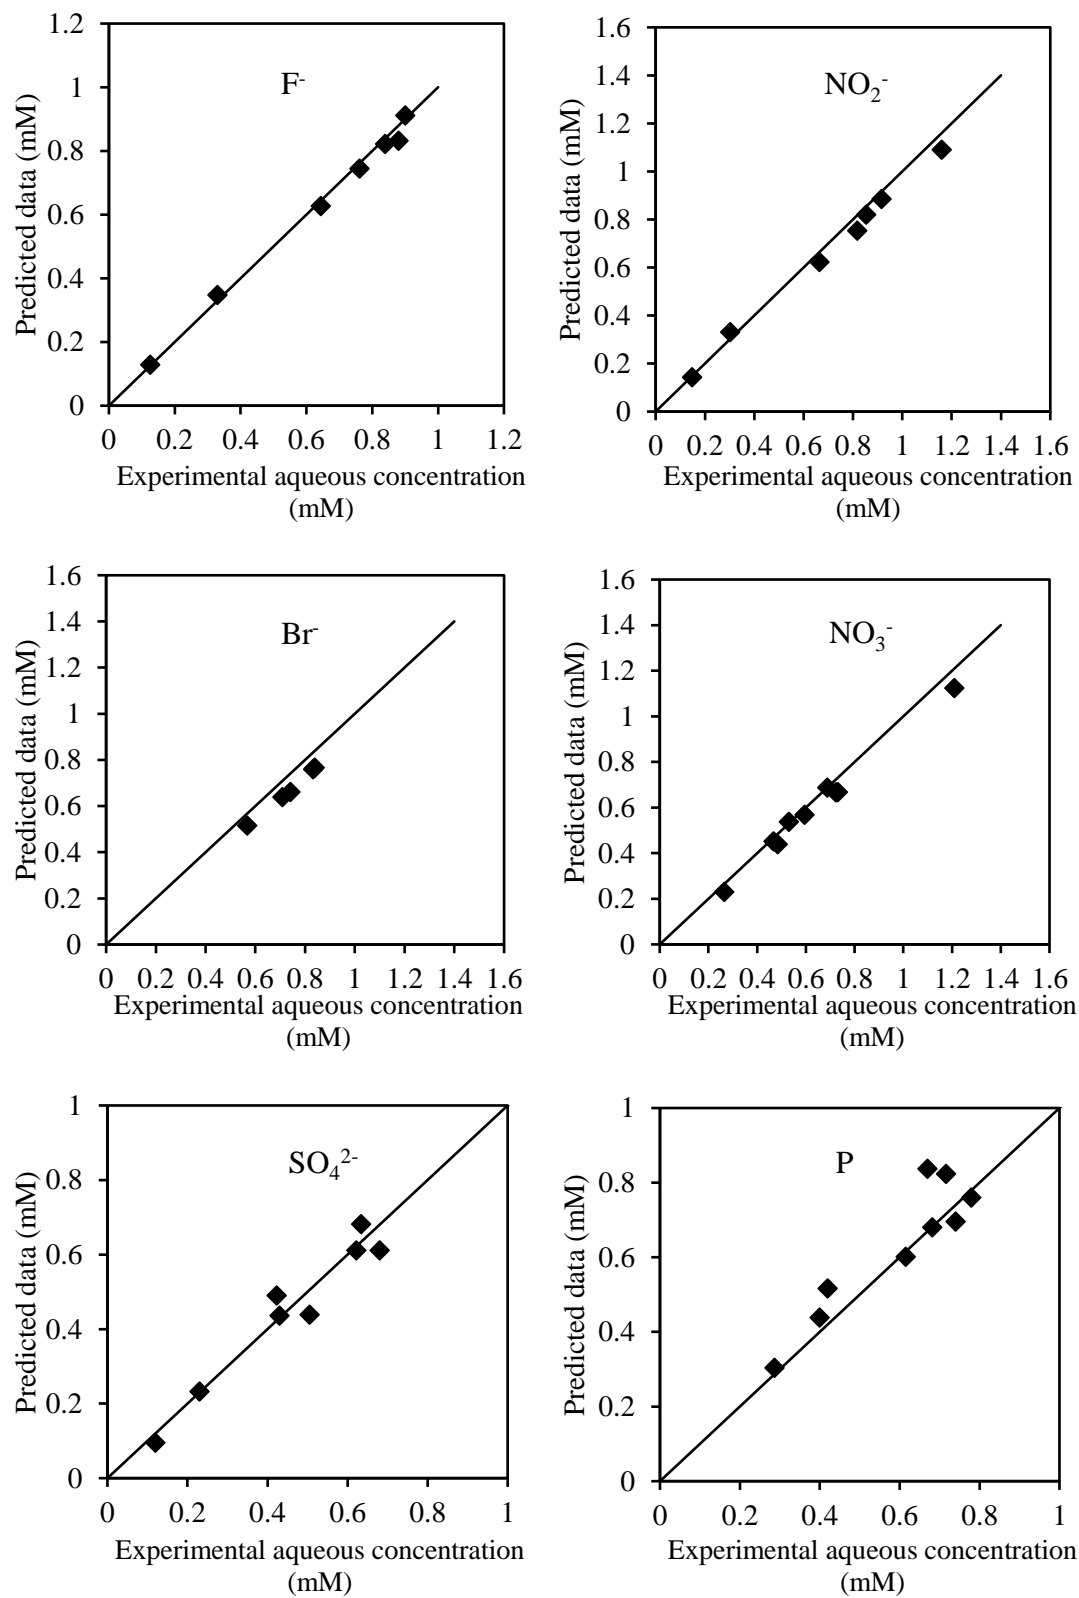 F⁻
Predicted data (mM)
1.2
1
0.8
0.6
0.4
0.2
0
0 0.2 0.4 0.6 0.8 1 1.2
Experimental aqueous concentration
(mM)
NO₂⁻
Predicted data (mM)
1.6
1.4
1.2
1
0.8
0.6
0.4
0.2
0
0 0.2 0.4 0.6 0.8 1 1.2 1.4 1.6
Experimental aqueous concentration
(mM)
Br⁻
Predicted data (mM)
1.6
1.4
1.2
1
0.8
0.6
0.4
0.2
0
0 0.2 0.4 0.6 0.8 1 1.2 1.4 1.6
Experimental aqueous concentration
(mM)
NO₃⁻
Predicted data (mM)
1.6
1.4
1.2
1
0.8
0.6
0.4
0.2
0
0 0.2 0.4 0.6 0.8 1 1.2 1.4 1.6
Experimental aqueous concentration
(mM)
SO₄²⁻
Predicted data (mM)
1
0.8
0.6
0.4
0.2
0
0 0.2 0.4 0.6 0.8 1
Experimental aqueous concentration
(mM)
P
Predicted data (mM)
1
0.8
0.6
0.4
0.2
0
0 0.2 0.4 0.6 0.8 1
Experimental aqueous concentration
(mM)